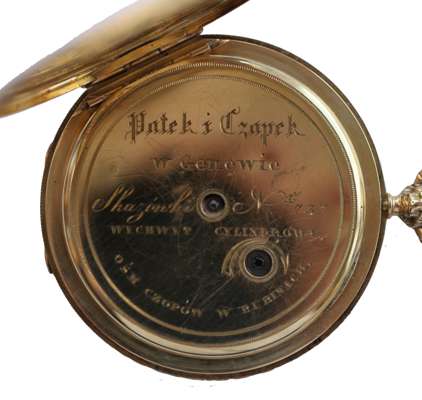 Patek i Czapek
w Genewie
Skazówki N
WYCHWYT CYLINDROWY
OŚM CZOPÓW W RUBINACH.